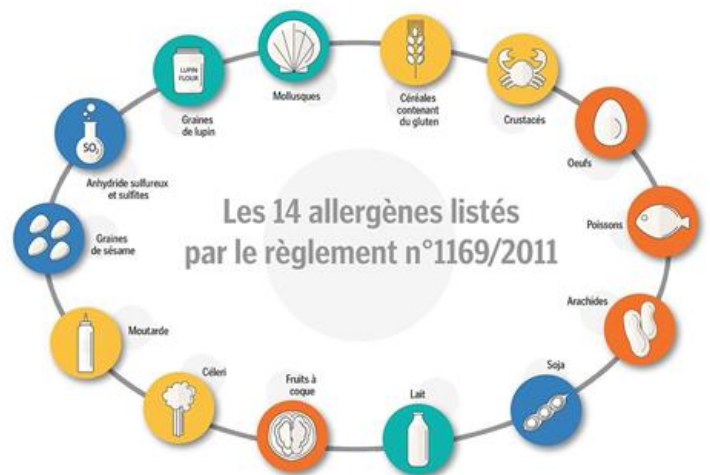 Les 14 allergènes listés
par le règlement n°1169/2011
Céréales
contenant
du gluten
Crustacés
Oeufs
Poissons
Arachides
Soja
Lait
Fruits à
coque
Céleri
Moutarde
Graines
de sésame
SO₂
Anhydride sulfureux
et sulfites
LUPIN
FLOUR
Graines
de lupin
Mollusques